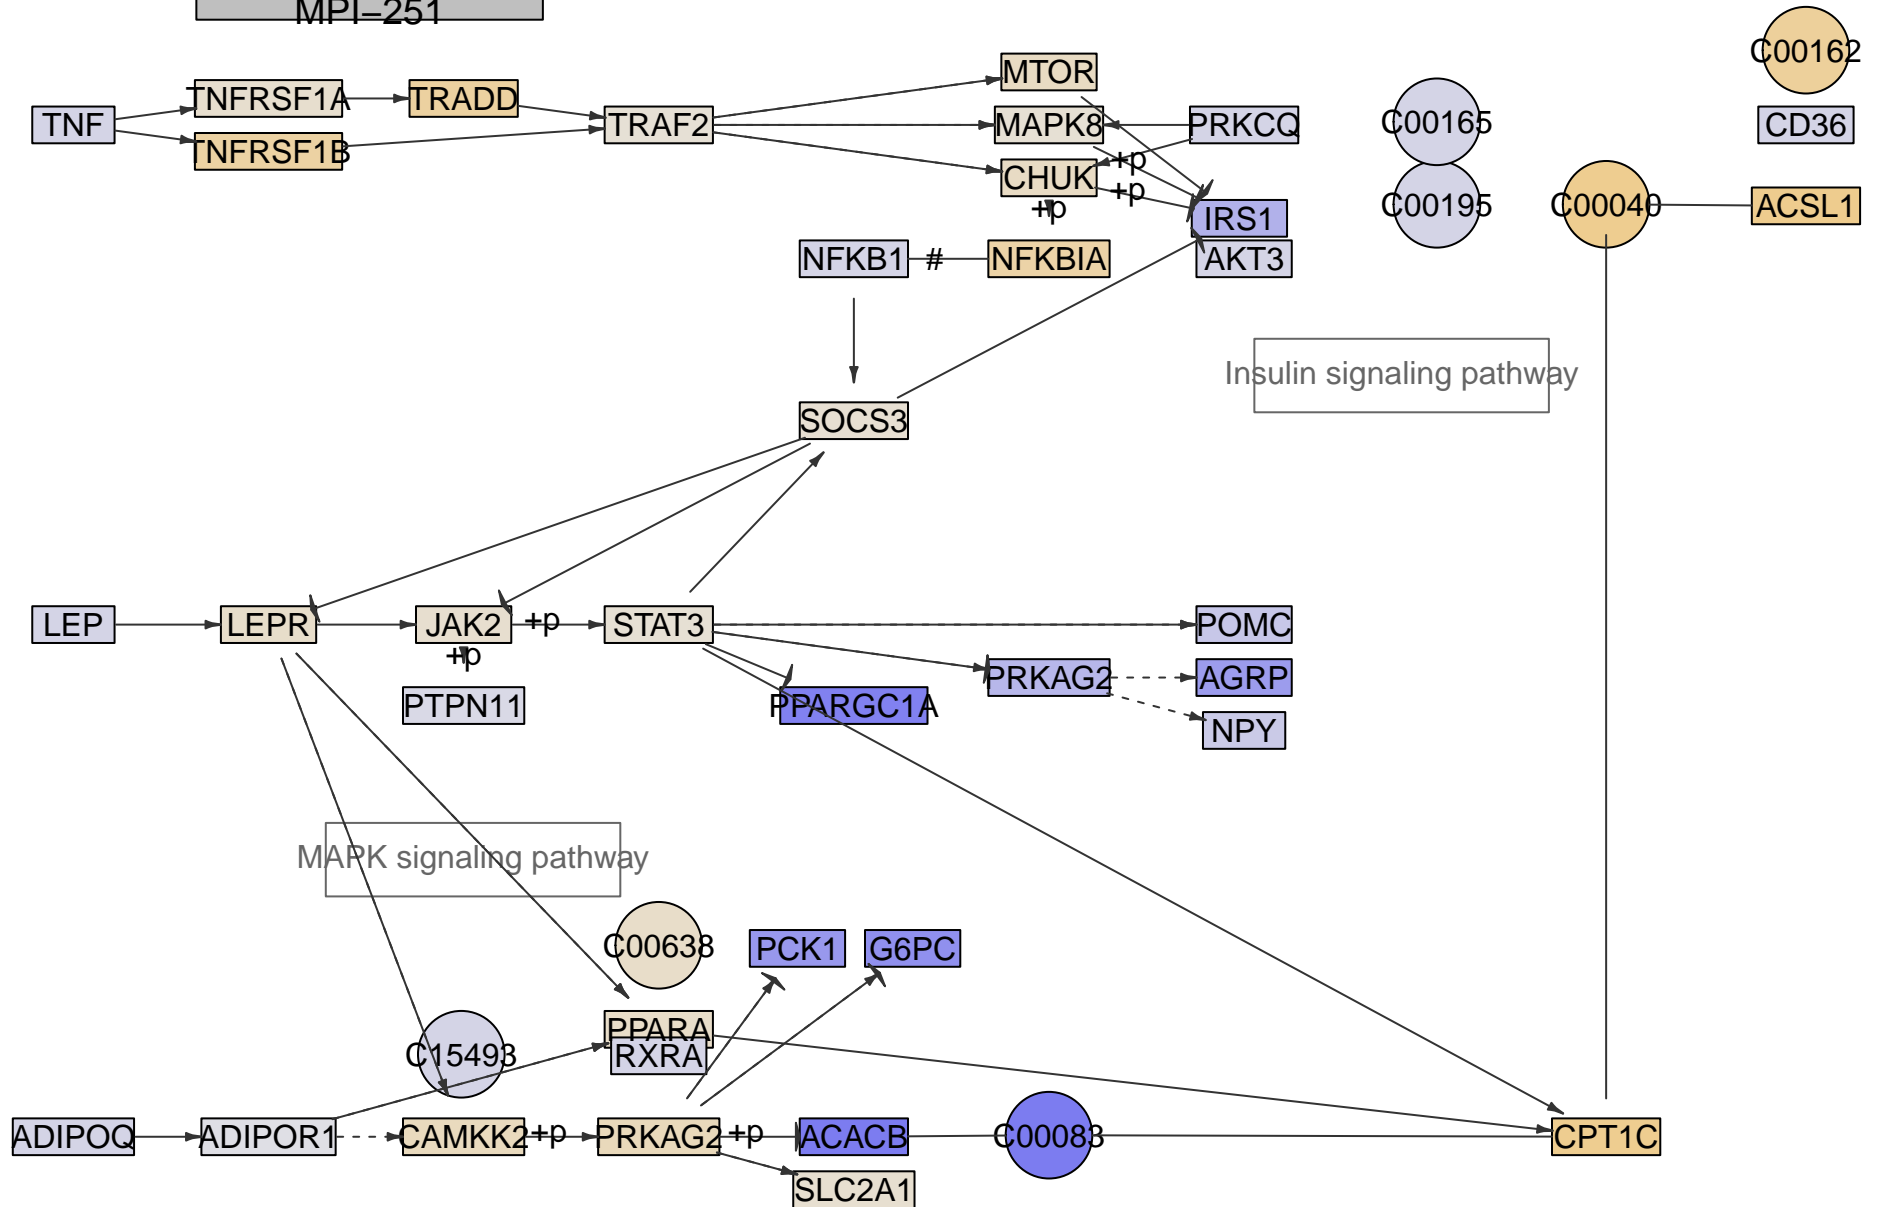 MPI–251
C00162
MTOR
TNFRSF1A
TRADD
TNF
TRAF2
MAPK8
PRKCQ
C00165
CD36
TNFRSF1B
+p
CHUK
+p
+p
IRS1
C00195
C00040
ACSL1
NFKB1
#
NFKBIA
AKT3
Insulin signaling pathway
SOCS3
LEP
LEPR
JAK2
+p
STAT3
POMC
+p
PRKAG2
AGRP
PTPN11
PPARGC1A
NPY
MAPK signaling pathway
C00638
PCK1
G6PC
PPARA
C15493
RXRA
ADIPOQ
ADIPOR1
CAMKK2
+p
PRKAG2
+p
ACACB
C00083
CPT1C
SLC2A1